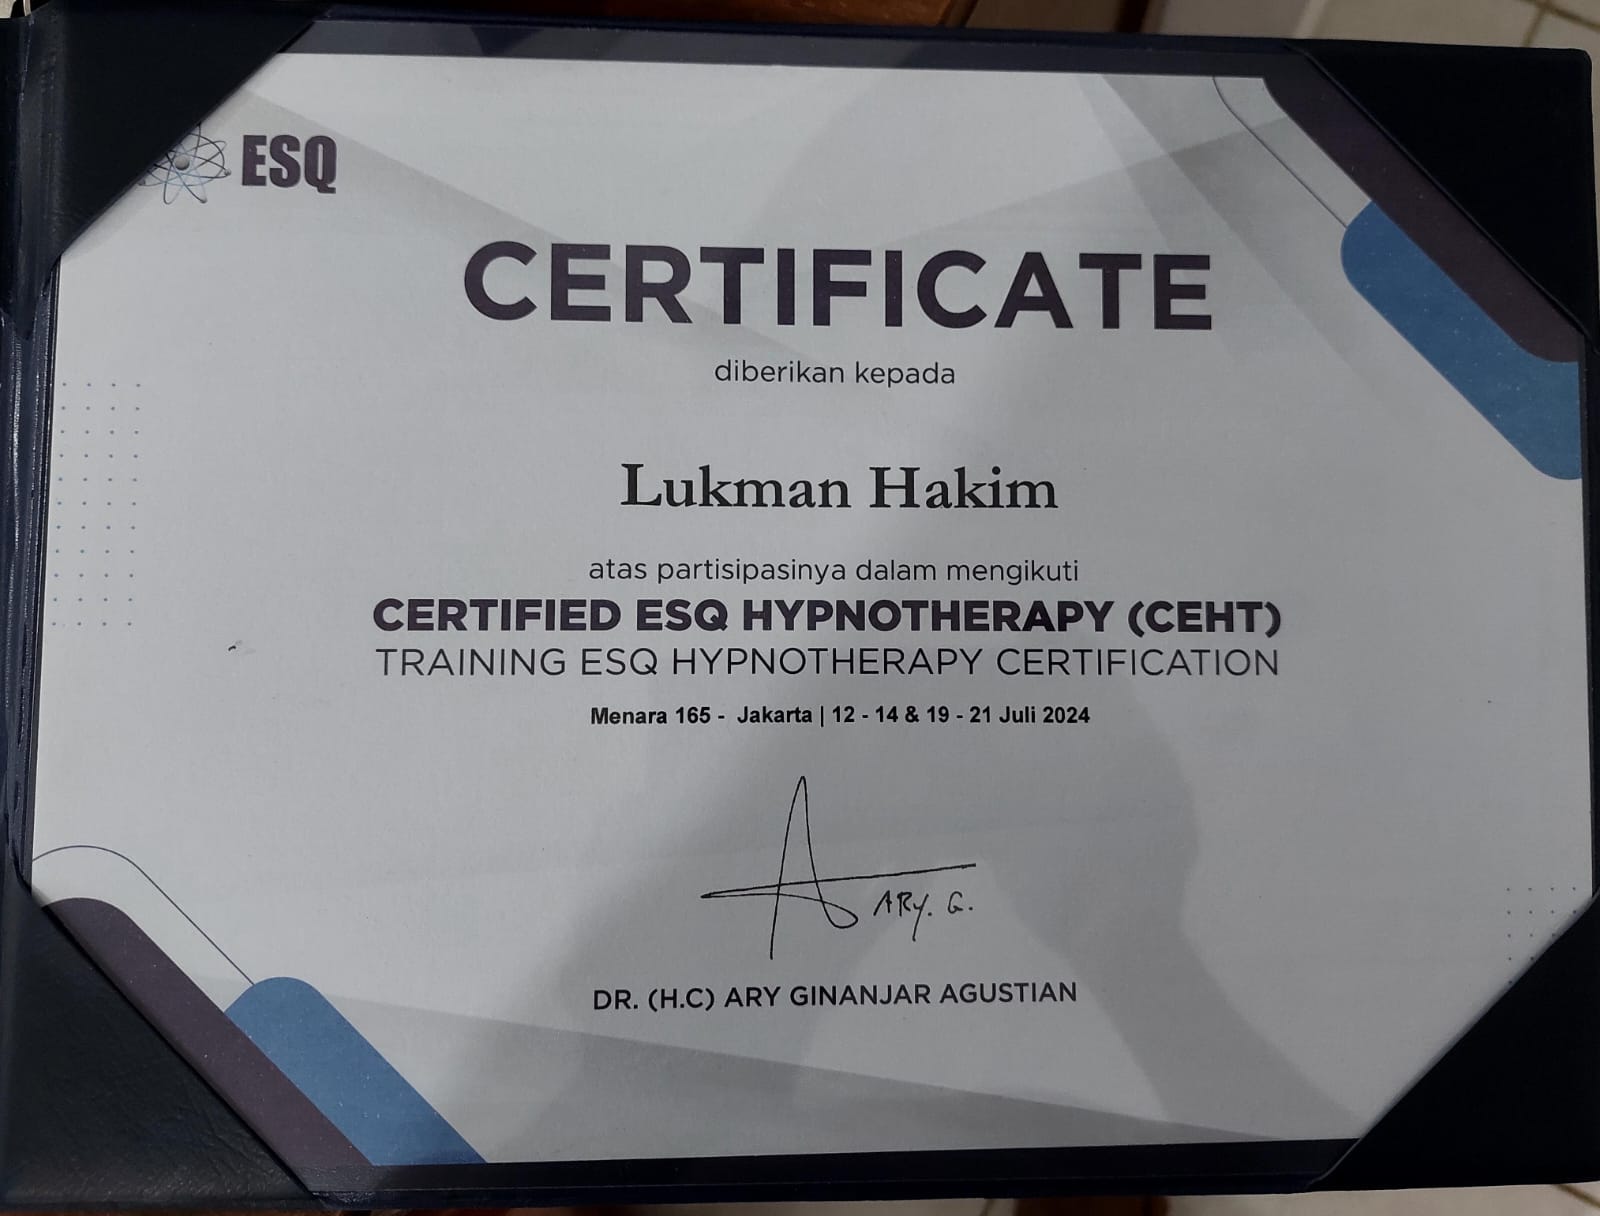 ESQ
CERTIFICATE
diberikan kepada
Lukman Hakim
atas partisipasinya dalam mengikuti
CERTIFIED ESQ HYPNOTHERAPY (CEHT)
TRAINING ESQ HYPNOTHERAPY CERTIFICATION
Menara 165 - Jakarta | 12 - 14 & 19 - 21 Juli 2024
ARY. G.
DR. (H.C) ARY GINANJAR AGUSTIAN